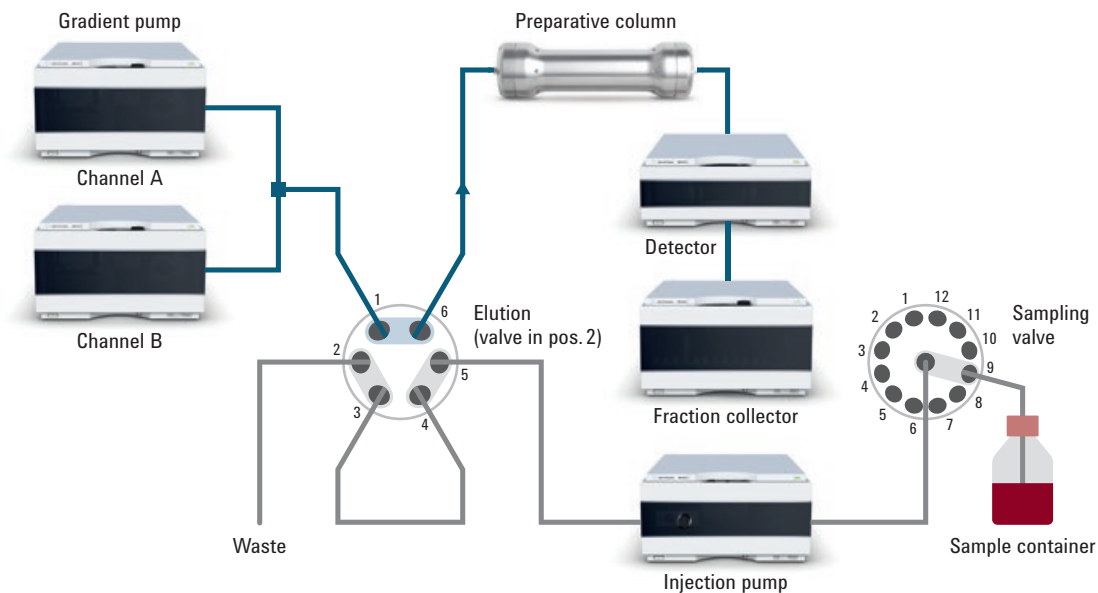 Gradient pump
Preparative column
Channel A
Channel B
Detector
Fraction collector
1
6
2
5
3
4
Elution
(valve in pos. 2)
Waste
Injection pump
1
12
2
11
3
10
4
9
5
8
6
7
Sampling
valve
Sample container